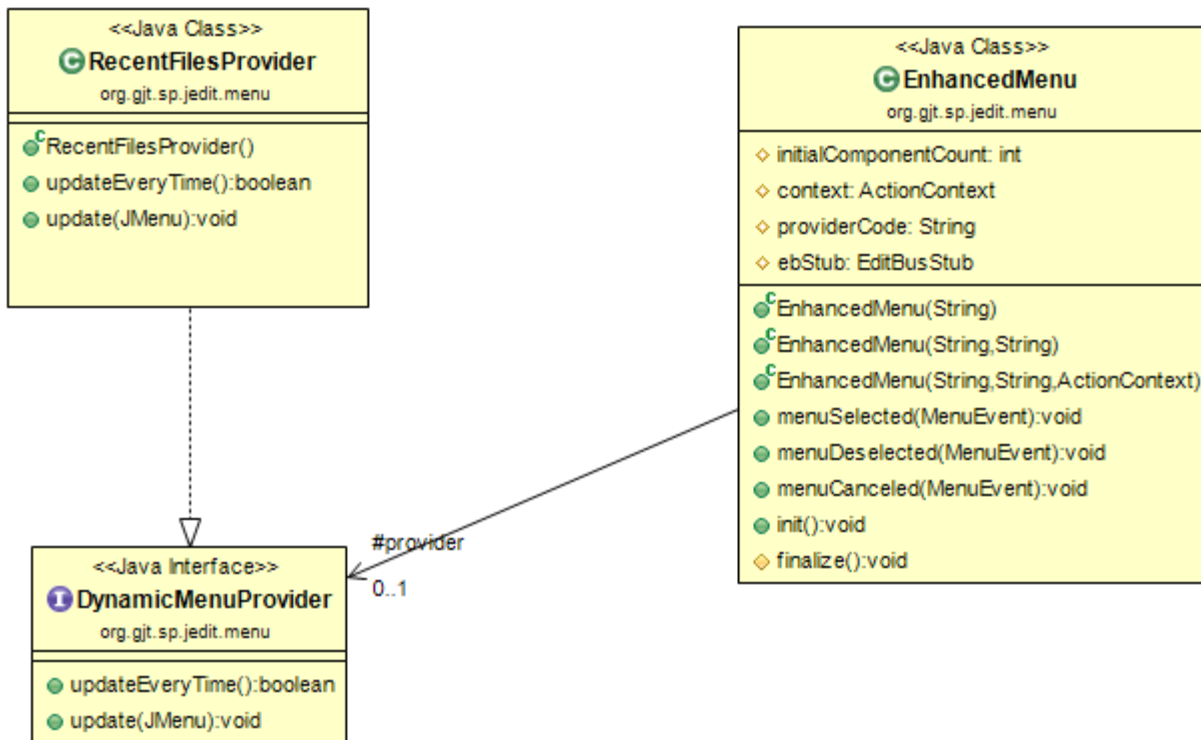 <<Java Class>>
C RecentFilesProvider
org.gjt.sp.jedit.menu
C RecentFilesProvider()
updateEveryTime():boolean
update(JMenu):void
<<Java Class>>
C EnhancedMenu
org.gjt.sp.jedit.menu
initialComponentCount: int
context: ActionContext
providerCode: String
ebStub: EditBusStub
C EnhancedMenu(String)
C EnhancedMenu(String,String)
C EnhancedMenu(String,String,ActionContext)
menuSelected(MenuEvent):void
menuDeselected(MenuEvent):void
menuCanceled(MenuEvent):void
init():void
finalize():void
#provider
0..1
<<Java Interface>>
I DynamicMenuProvider
org.gjt.sp.jedit.menu
updateEveryTime():boolean
update(JMenu):void